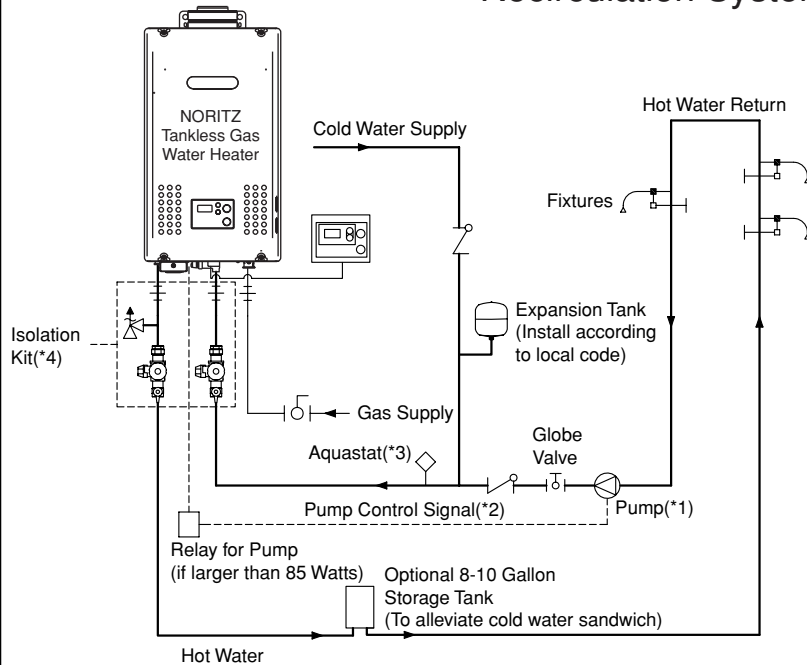 Hot Water Return
NORITZ
Tankless Gas
Water Heater
Cold Water Supply
Fixtures
Expansion Tank
(Install according
to local code)
Isolation
Kit(*4)
Gas Supply
Globe
Valve
Aquastat(*3)
Pump Control Signal(*2)
Pump(*1)
Relay for Pump
(if larger than 85 Watts)
Optional 8-10 Gallon
Storage Tank
(To alleviate cold water sandwich)
Hot Water